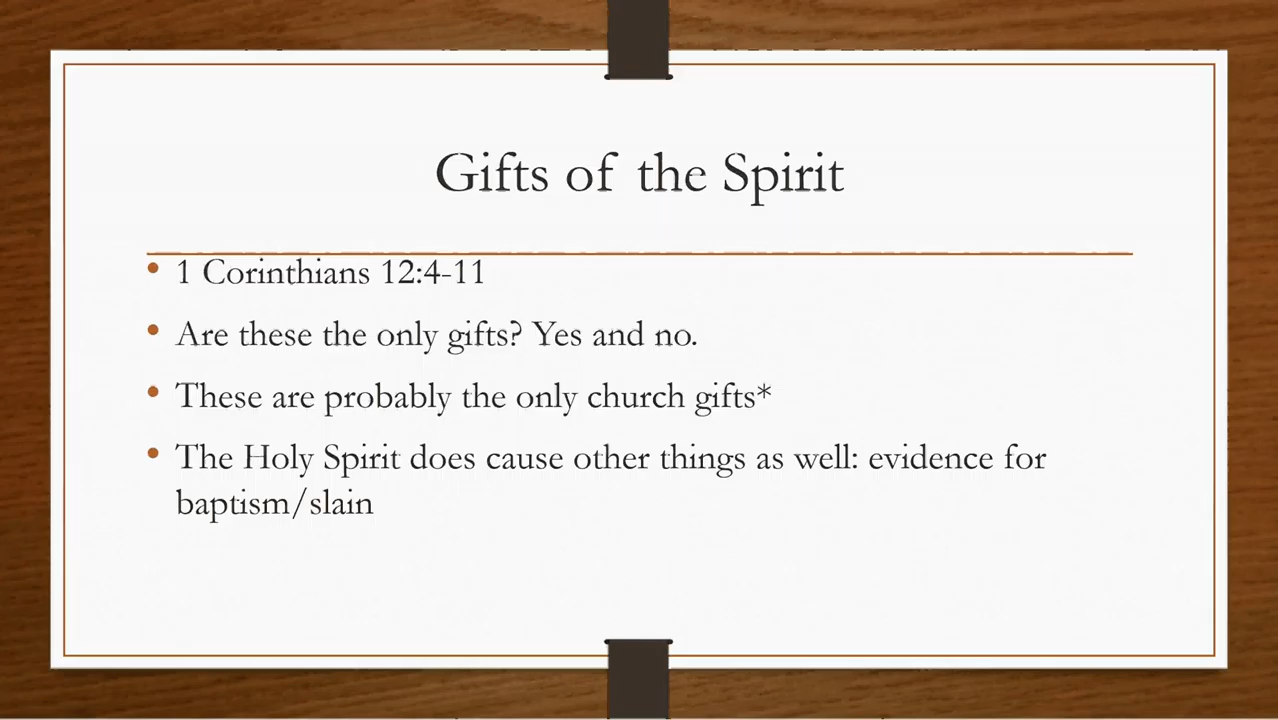 Gifts of the Spirit
• 1 Corinthians 12:4-11
• Are these the only gifts? Yes and no.
• These are probably the only church gifts*
• The Holy Spirit does cause other things as well: evidence for
baptism/slain